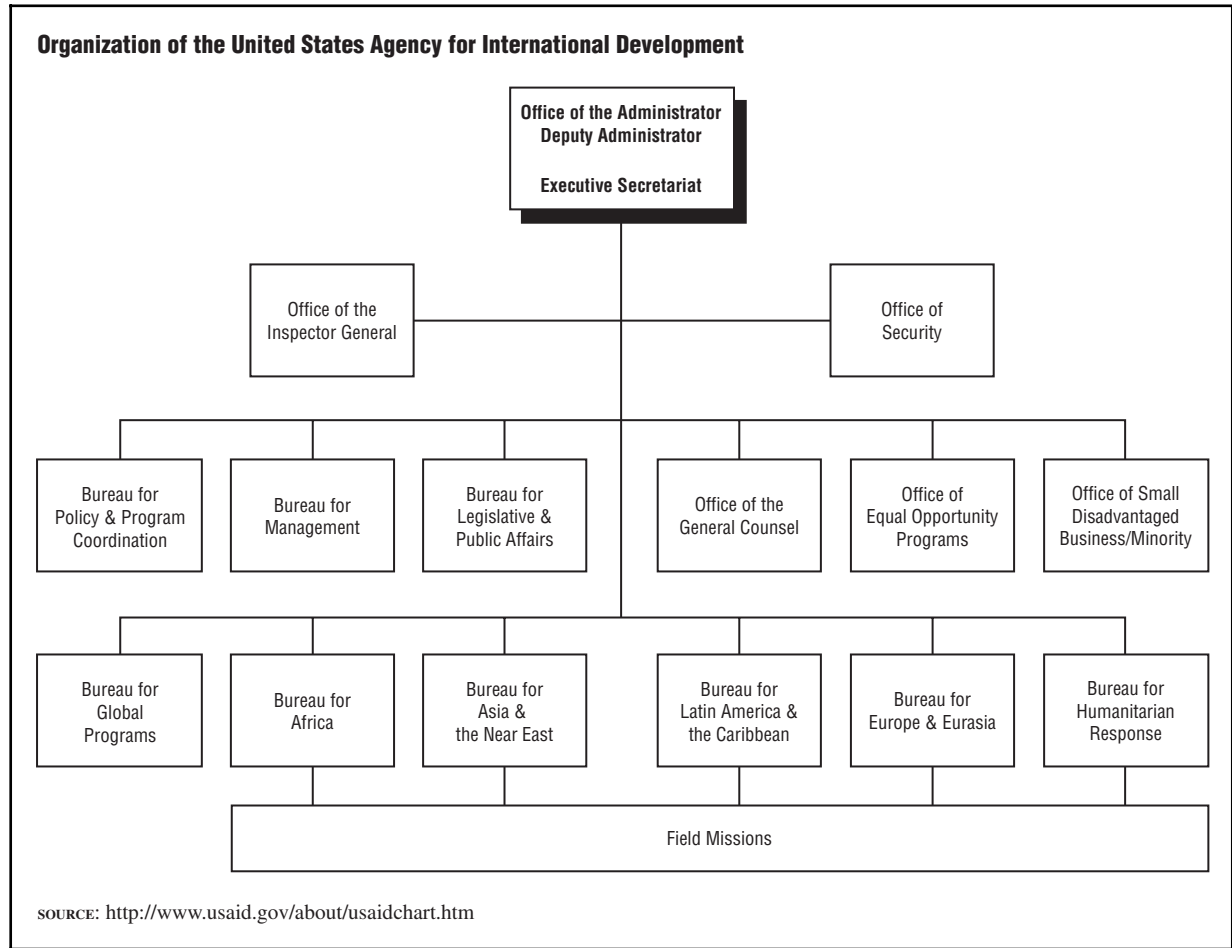 Organization of the United States Agency for International Development
Office of the Administrator
Deputy Administrator
Executive Secretariat
Office of the
Inspector General
Office of
Security
Bureau for
Policy & Program
Coordination
Bureau for
Management
Bureau for
Legislative &
Public Affairs
Office of the
General Counsel
Office of
Equal Opportunity
Programs
Office of Small
Disadvantaged
Business/Minority
Bureau for
Global
Programs
Bureau for
Africa
Bureau for
Asia &
the Near East
Bureau for
Latin America &
the Caribbean
Bureau for
Europe & Eurasia
Bureau for
Humanitarian
Response
Field Missions
SOURCE: http://www.usaid.gov/about/usaidchart.htm